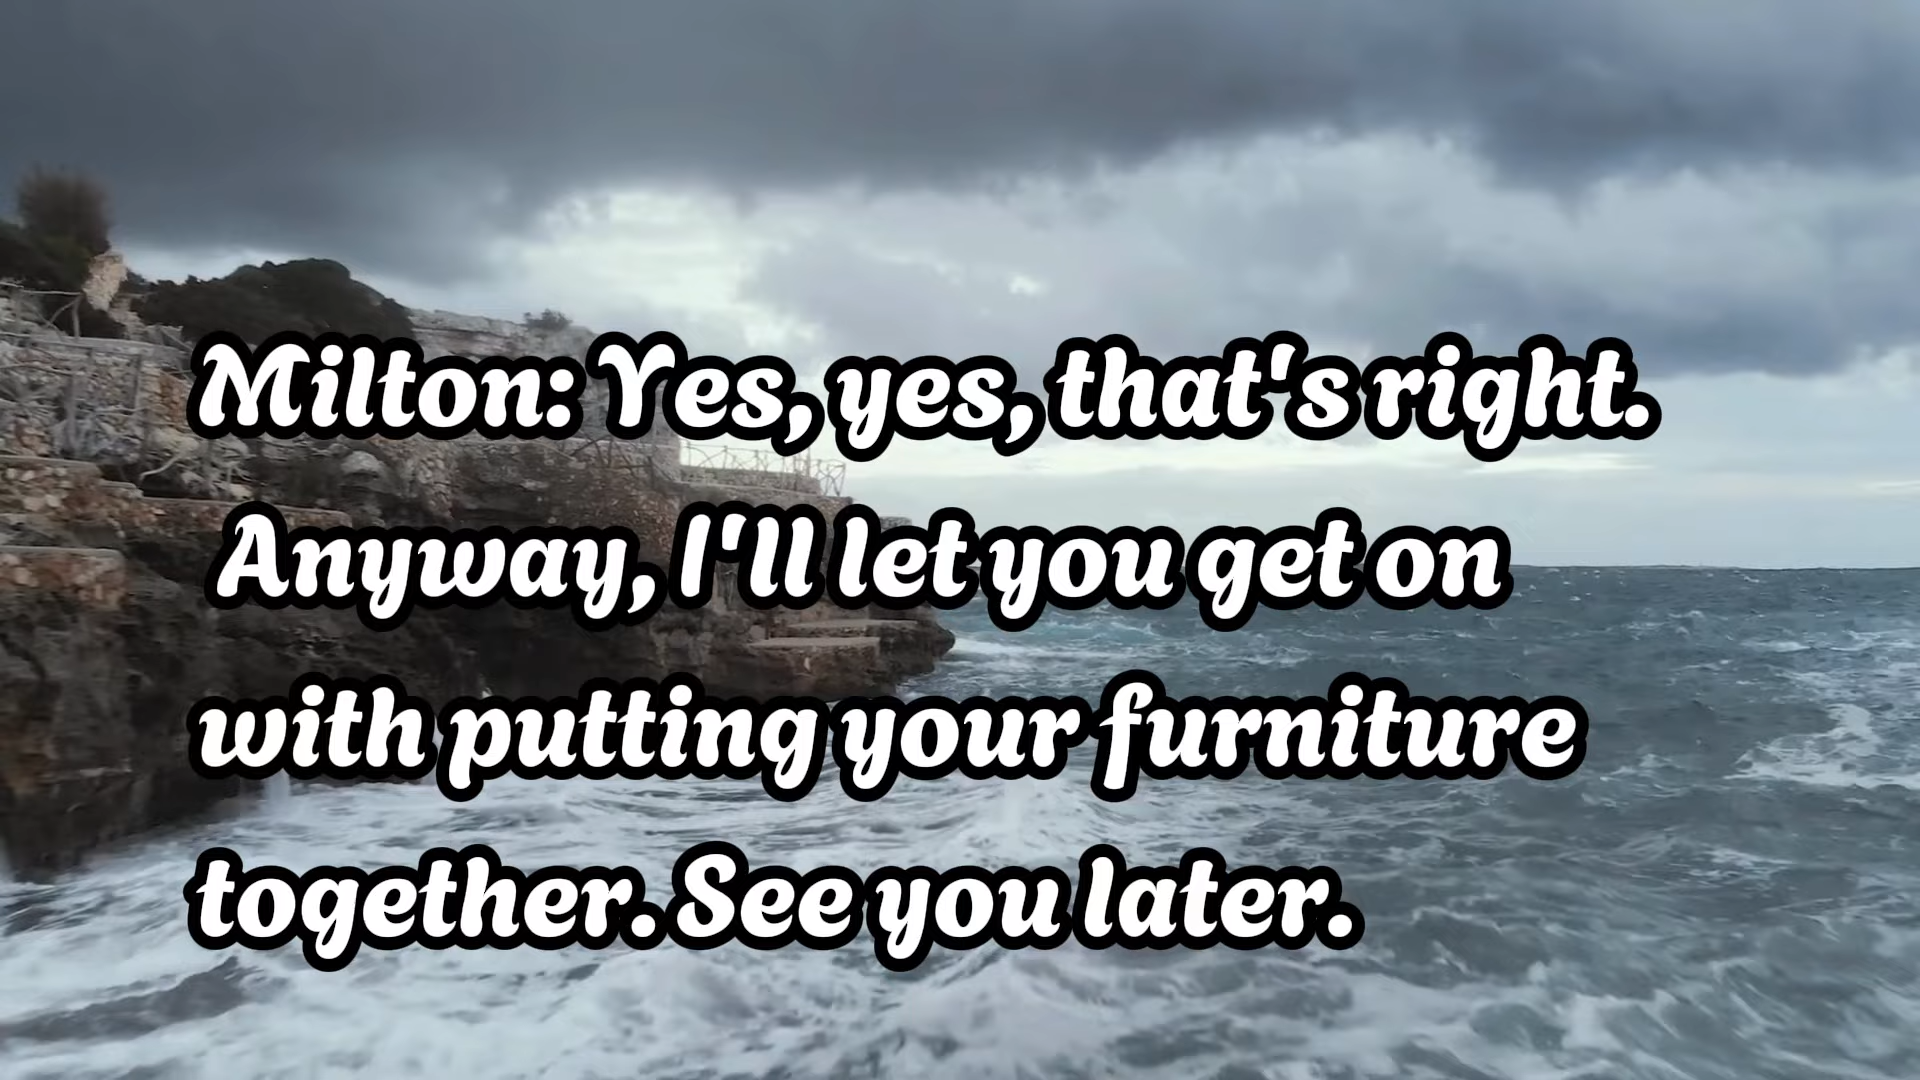 Milton: Yes, yes, that's right.
Anyway, I'll let you get on
with putting your furniture
together. See you later.